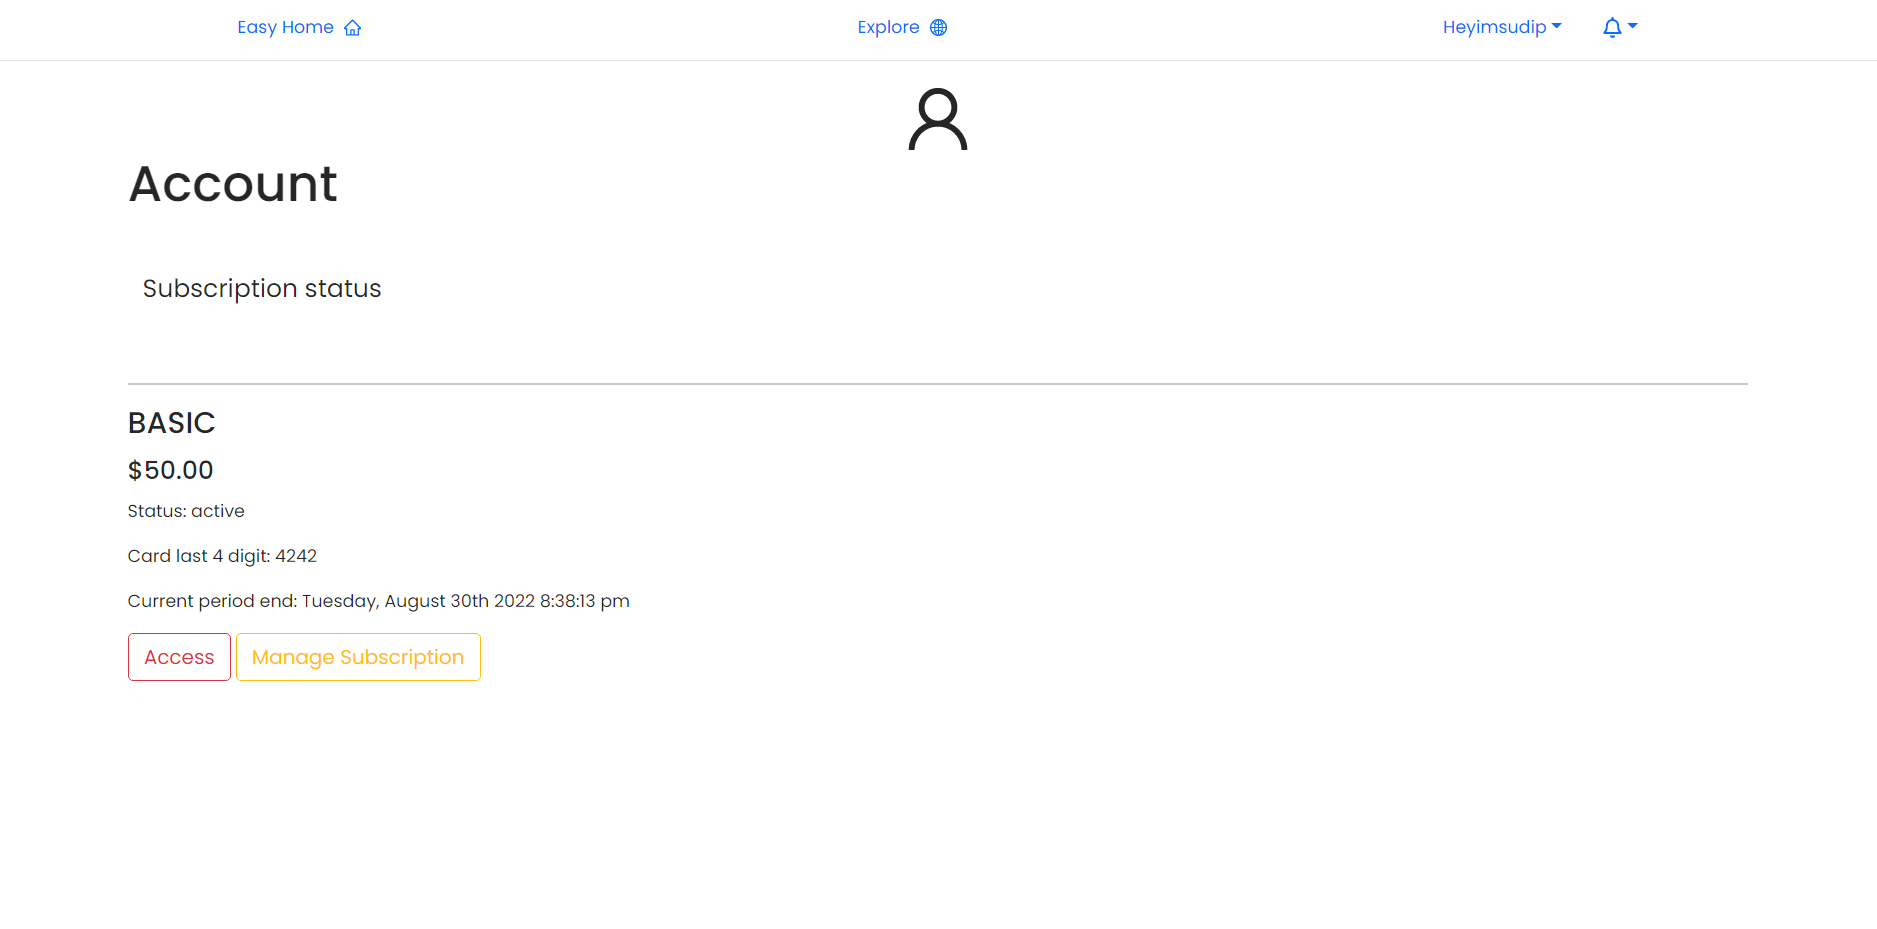 Easy Home Explore Heyimsudip
Account
Subscription status
BASIC
$50.00
Status: active
Card last 4 digit: 4242
Current period end: Tuesday, August 30th 2022 8:38:13 pm
Access Manage Subscription